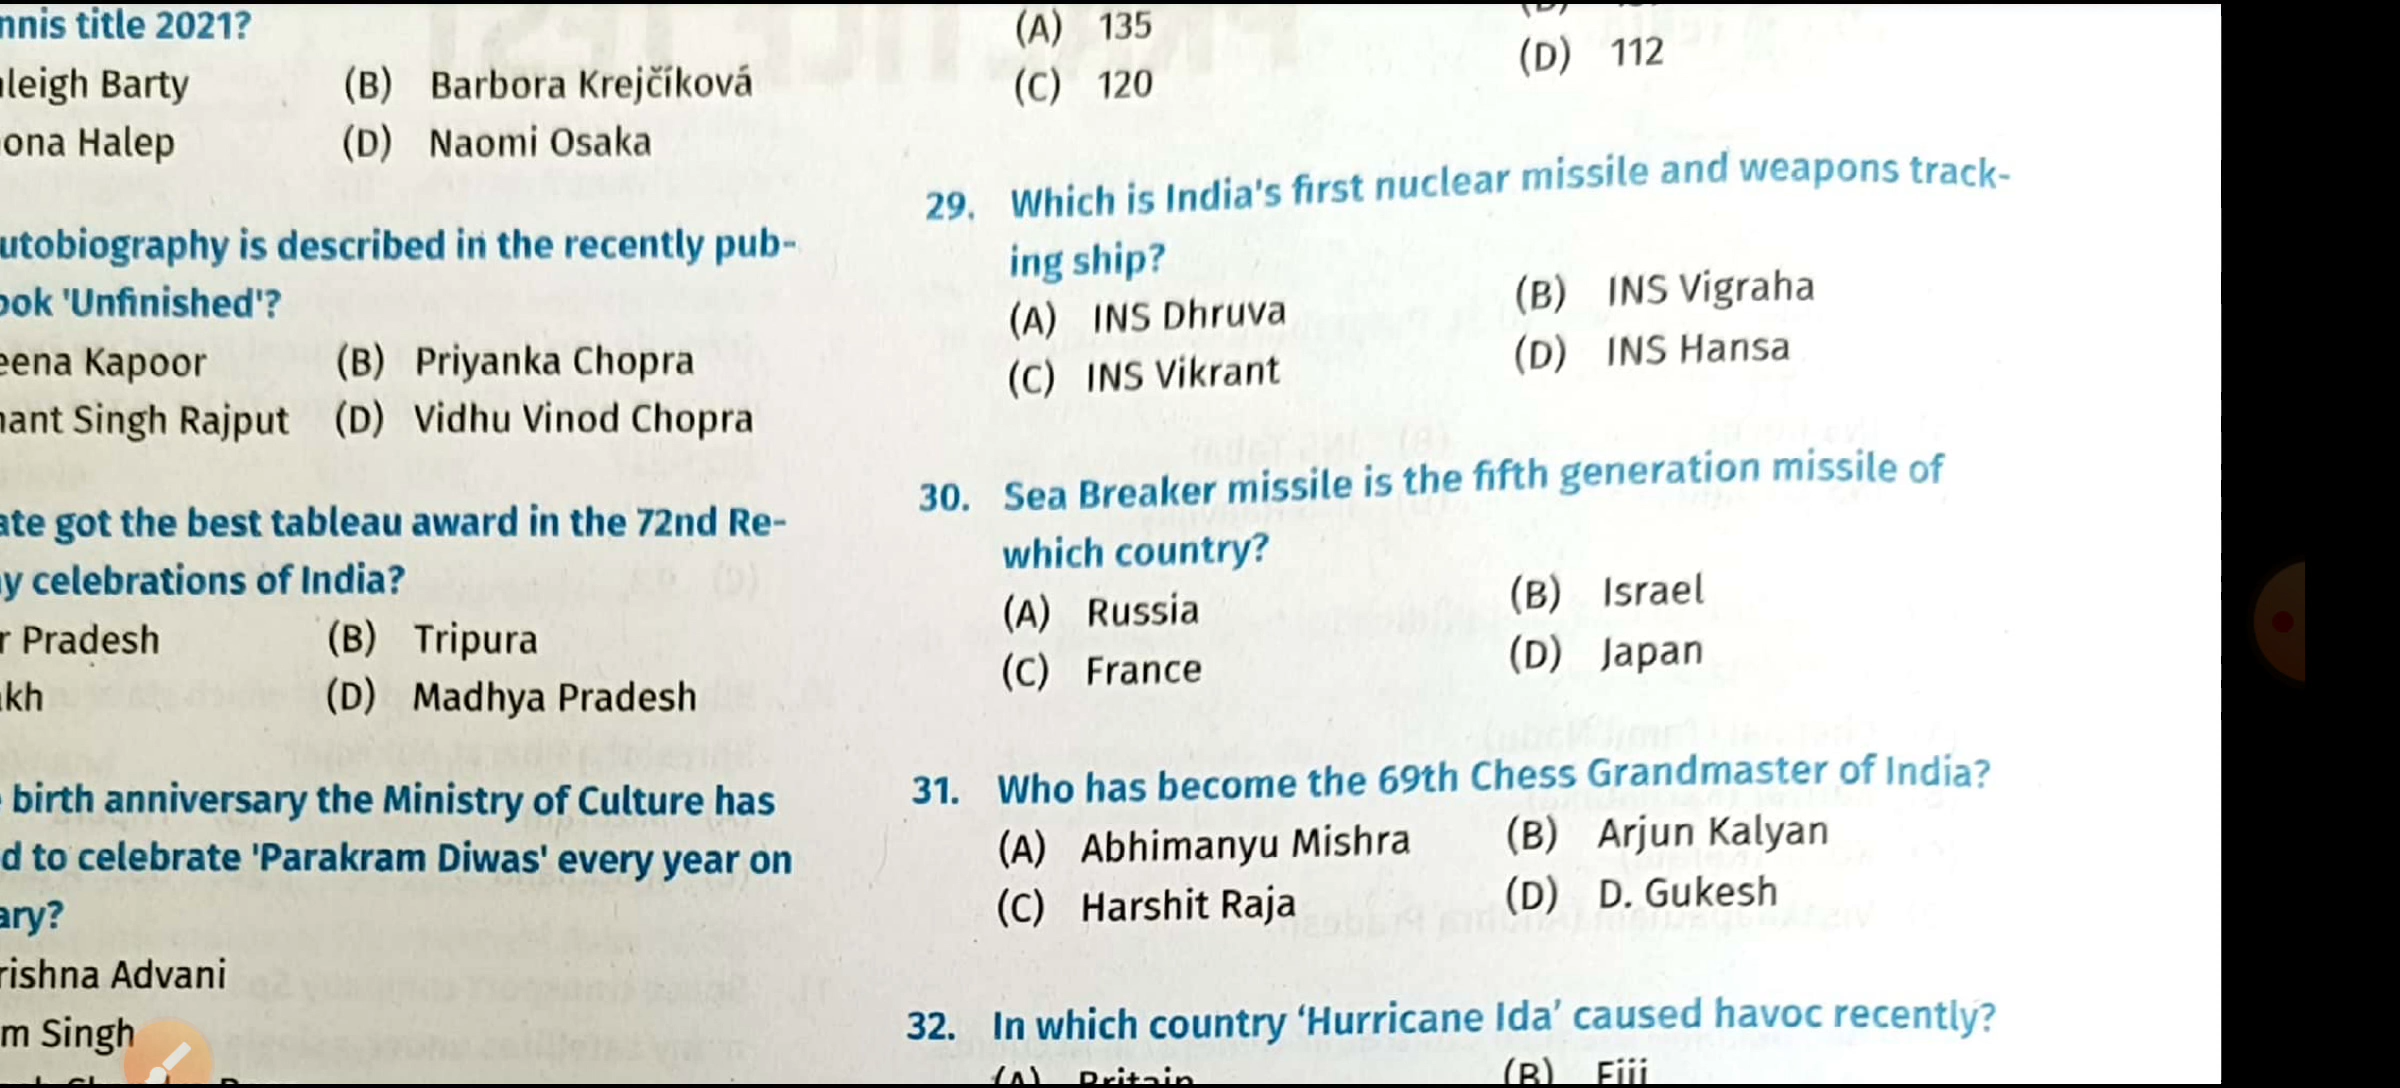 nnis title 2021?
leigh Barty (B) Barbora Krejčíková
ona Halep (D) Naomi Osaka
utobiography is described in the recently pub-
ook 'Unfinished'?
eena Kapoor (B) Priyanka Chopra
hant Singh Rajput (D) Vidhu Vinod Chopra
ate got the best tableau award in the 72nd Re-
y celebrations of India?
r Pradesh (B) Tripura
kh (D) Madhya Pradesh
birth anniversary the Ministry of Culture has
d to celebrate 'Parakram Diwas' every year on
ary?
rishna Advani
m Singh
(A) 135
(C) 120 (D) 112
29. Which is India's first nuclear missile and weapons track-
ing ship?
(A) INS Dhruva (B) INS Vigraha
(C) INS Vikrant (D) INS Hansa
30. Sea Breaker missile is the fifth generation missile of
which country?
(A) Russia (B) Israel
(C) France (D) Japan
31. Who has become the 69th Chess Grandmaster of India?
(A) Abhimanyu Mishra (B) Arjun Kalyan
(C) Harshit Raja (D) D. Gukesh
32. In which country ‘Hurricane Ida’ caused havoc recently?
(A) Britain (B) Fiji